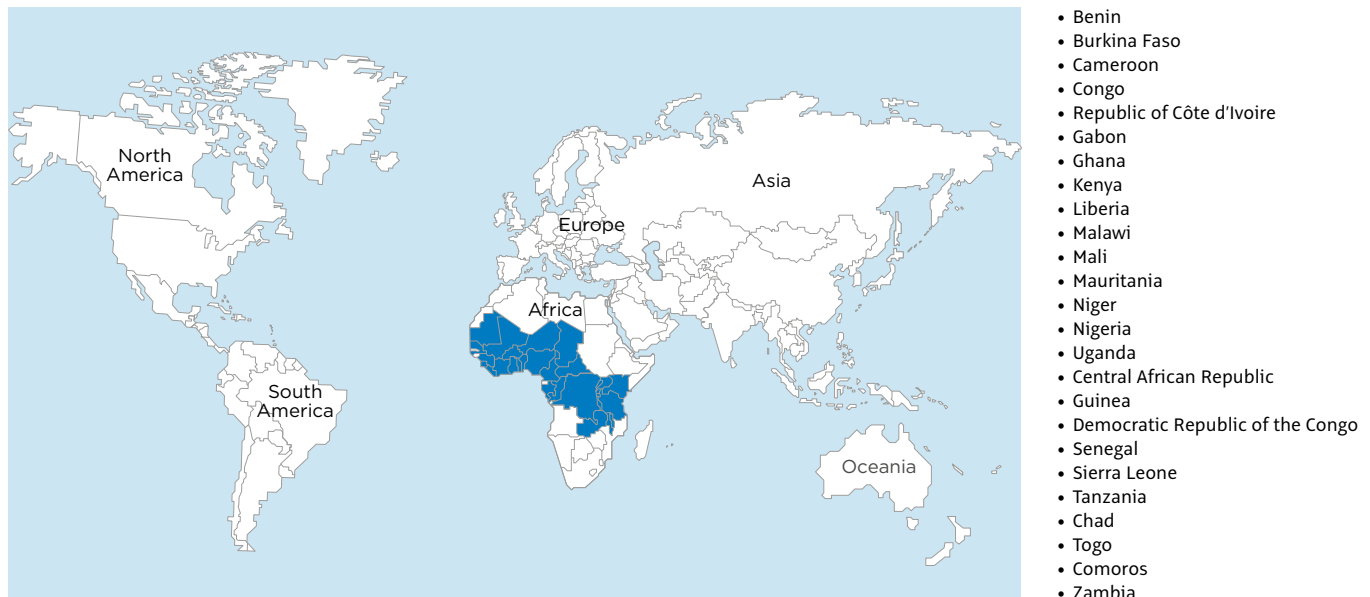 North
America
Asia
Europe
Africa
South
America
Oceania
• Benin
• Burkina Faso
• Cameroon
• Congo
• Republic of Côte d'Ivoire
• Gabon
• Ghana
• Kenya
• Liberia
• Malawi
• Mali
• Mauritania
• Niger
• Nigeria
• Uganda
• Central African Republic
• Guinea
• Democratic Republic of the Congo
• Senegal
• Sierra Leone
• Tanzania
• Chad
• Togo
• Comoros
• Zambia